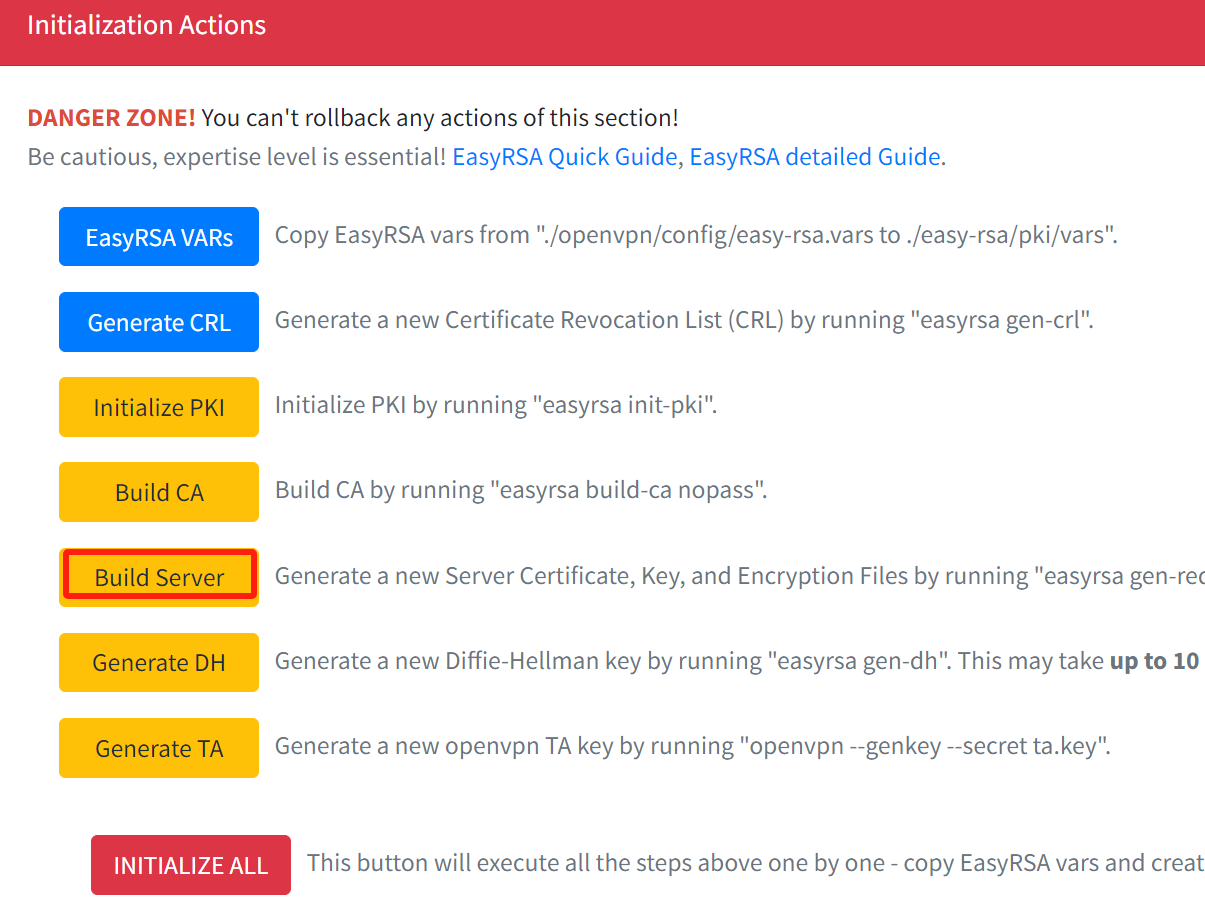 Initialization Actions
DANGER ZONE! You can't rollback any actions of this section!
Be cautious, expertise level is essential! EasyRSA Quick Guide, EasyRSA detailed Guide.
EasyRSA VARs Copy EasyRSA vars from "./openvpn/config/easy-rsa.vars to ./easy-rsa/pki/vars".
Generate CRL Generate a new Certificate Revocation List (CRL) by running "easyrsa gen-crl".
Initialize PKI Initialize PKI by running "easyrsa init-pki".
Build CA Build CA by running "easyrsa build-ca nopass".
Build Server Generate a new Server Certificate, Key, and Encryption Files by running "easyrsa gen-rec
Generate DH Generate a new Diffie-Hellman key by running "easyrsa gen-dh". This may take up to 10
Generate TA Generate a new openvpn TA key by running "openvpn --genkey --secret ta.key".
INITIALIZE ALL This button will execute all the steps above one by one - copy EasyRSA vars and creat